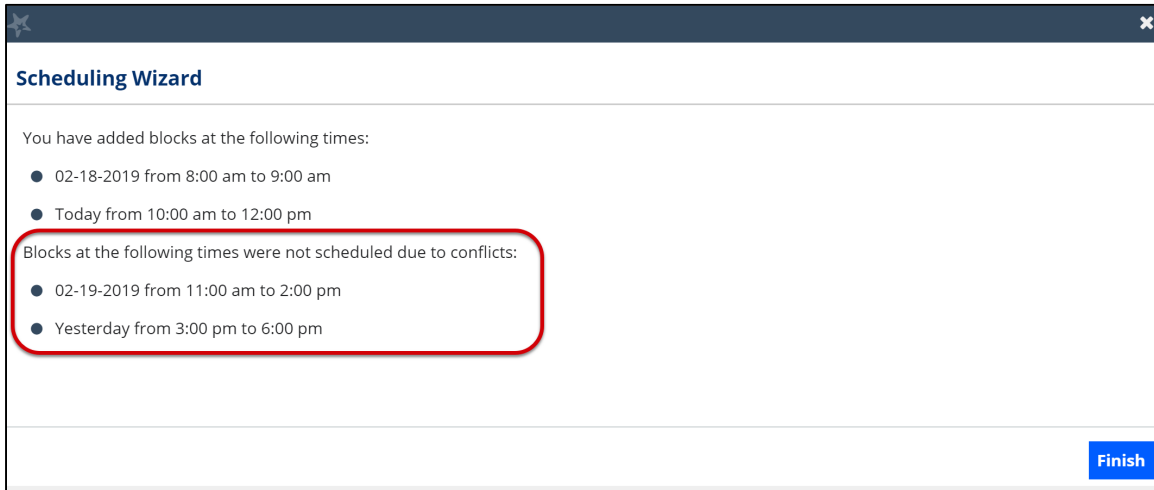 Scheduling Wizard
You have added blocks at the following times:
02-18-2019 from 8:00 am to 9:00 am
Today from 10:00 am to 12:00 pm
Blocks at the following times were not scheduled due to conflicts:
02-19-2019 from 11:00 am to 2:00 pm
Yesterday from 3:00 pm to 6:00 pm
Finish